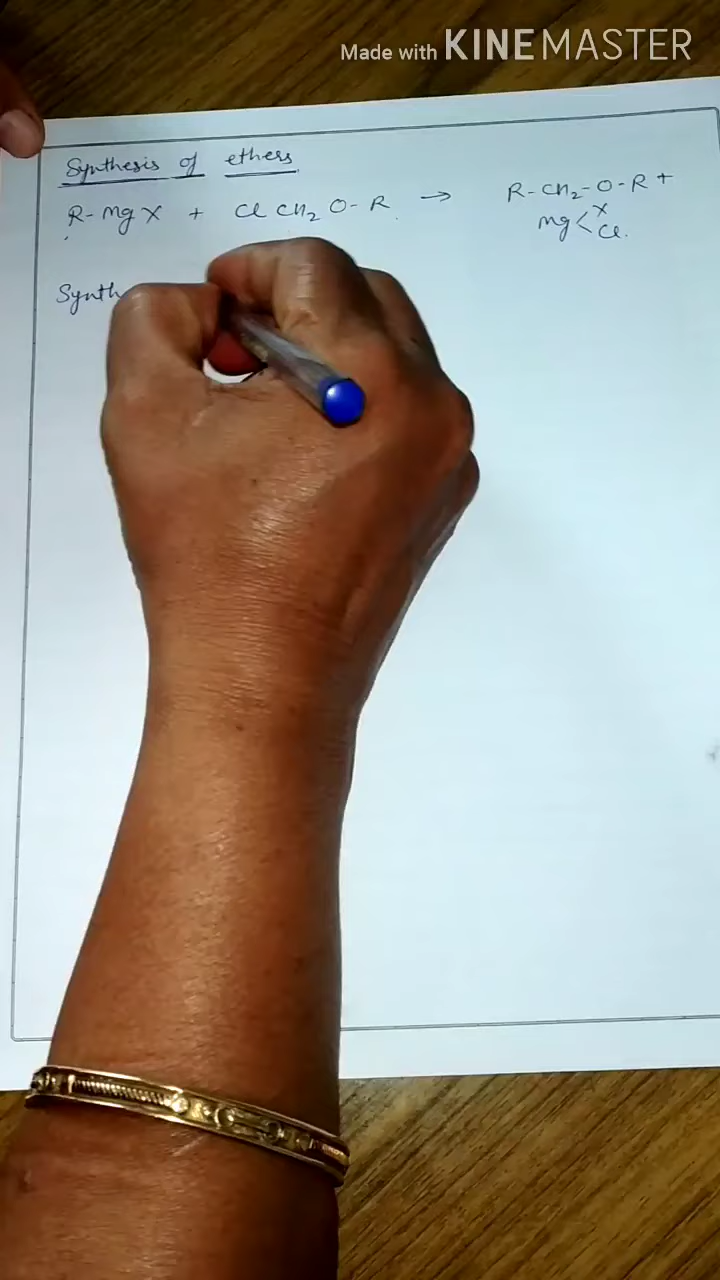 Made with KINEMASTER
Synthesis of ethers
R-MgX + ClCH₂O-R → R-CH₂-O-R + Mg<X Cl.
Synth